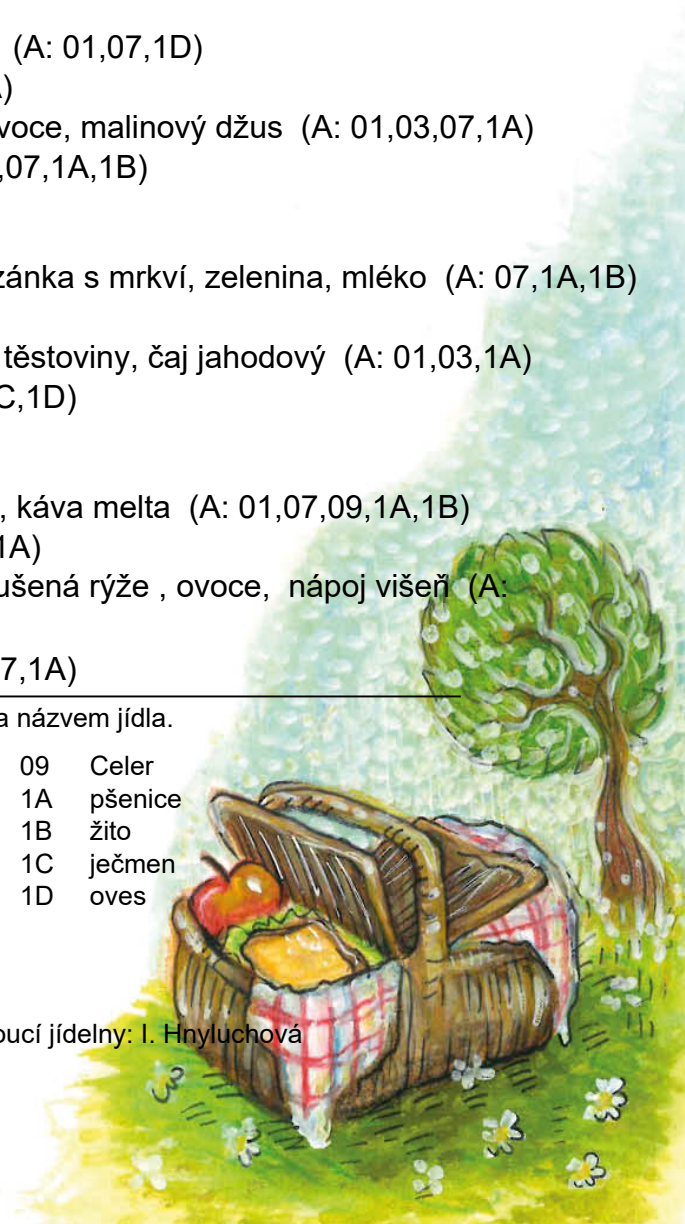 (A: 01,07,1D)
)
voce, malinový džus (A: 01,03,07,1A)
,07,1A,1B)
zánka s mrkví, zelenina, mléko (A: 07,1A,1B)
těstoviny, čaj jahodový (A: 01,03,1A)
C,1D)
, káva melta (A: 01,07,09,1A,1B)
1A)
ušená rýže , ovoce, nápoj višeň (A:
7,1A)
a názvem jídla.
09 Celer
1A pšenice
1B žito
1C ječmen
1D oves
oucí jídelny: I. Hnyluchová